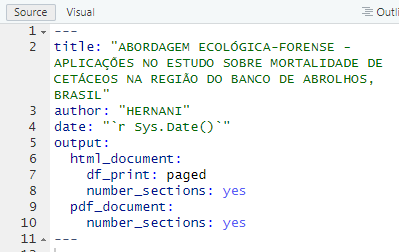 Source Visual Outli
1 ---
2 title: "ABORDAGEM ECOLÓGICA-FORENSE –
APLICAÇÕES NO ESTUDO SOBRE MORTALIDADE DE
CETÁCEOS NA REGIÃO DO BANCO DE ABROLHOS,
BRASIL"
3 author: "HERNANI"
4 date: "`r Sys.Date()`"
5 output:
6 html_document:
7 df_print: paged
8 number_sections: yes
9 pdf_document:
10 number_sections: yes
11 ---